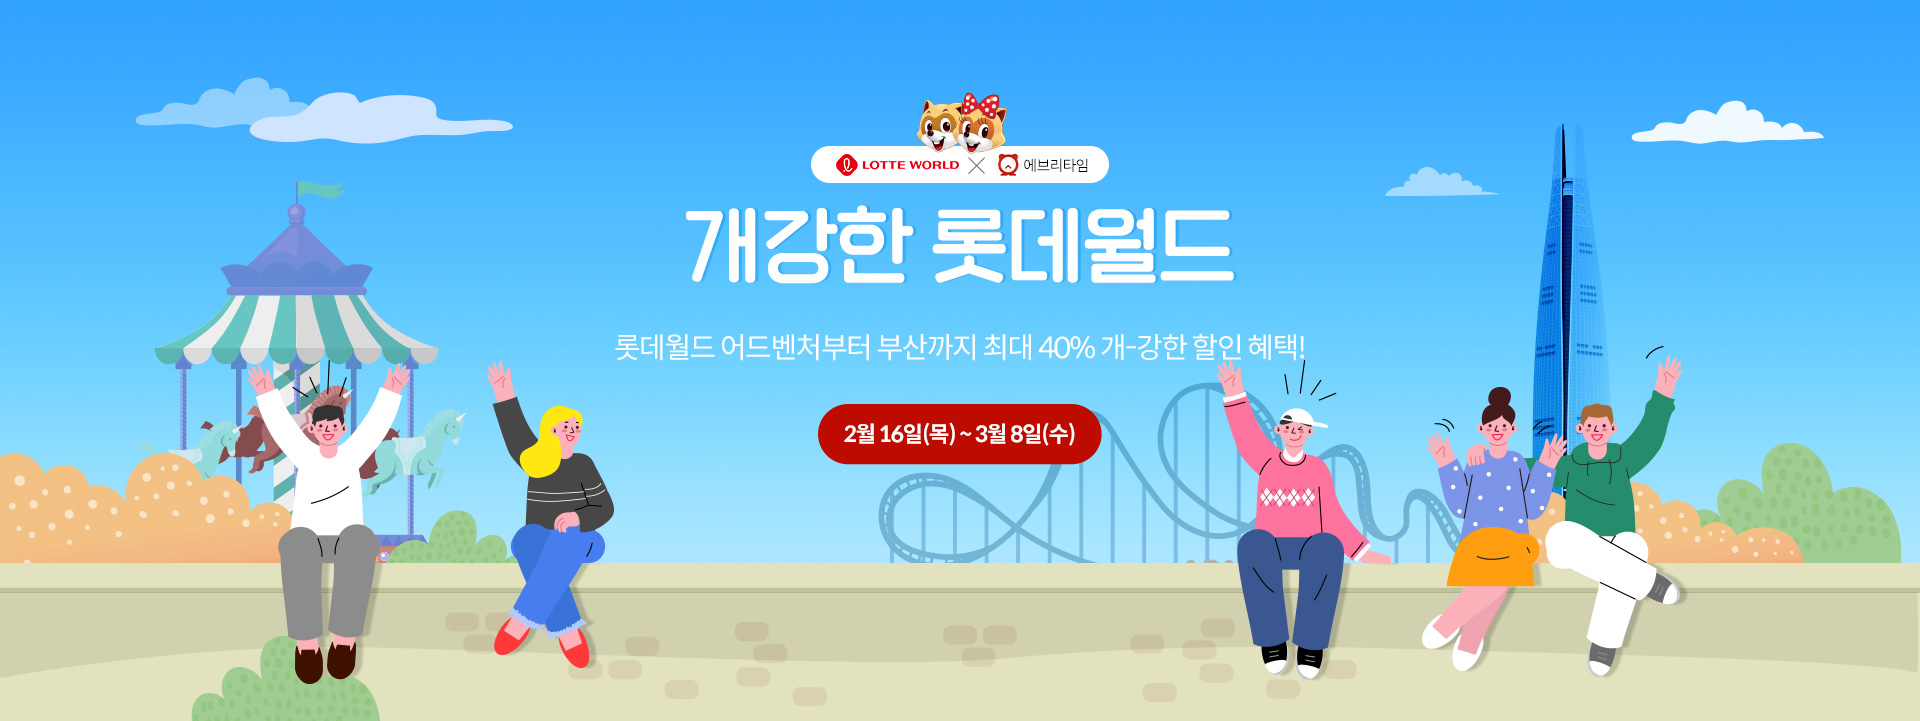 LOTTE WORLD × 에브리타임
개강한 롯데월드
롯데월드 어드벤처부터 부산까지 최대 40% 개-강한 할인 혜택!
2월 16일(목) ~ 3월 8일(수)